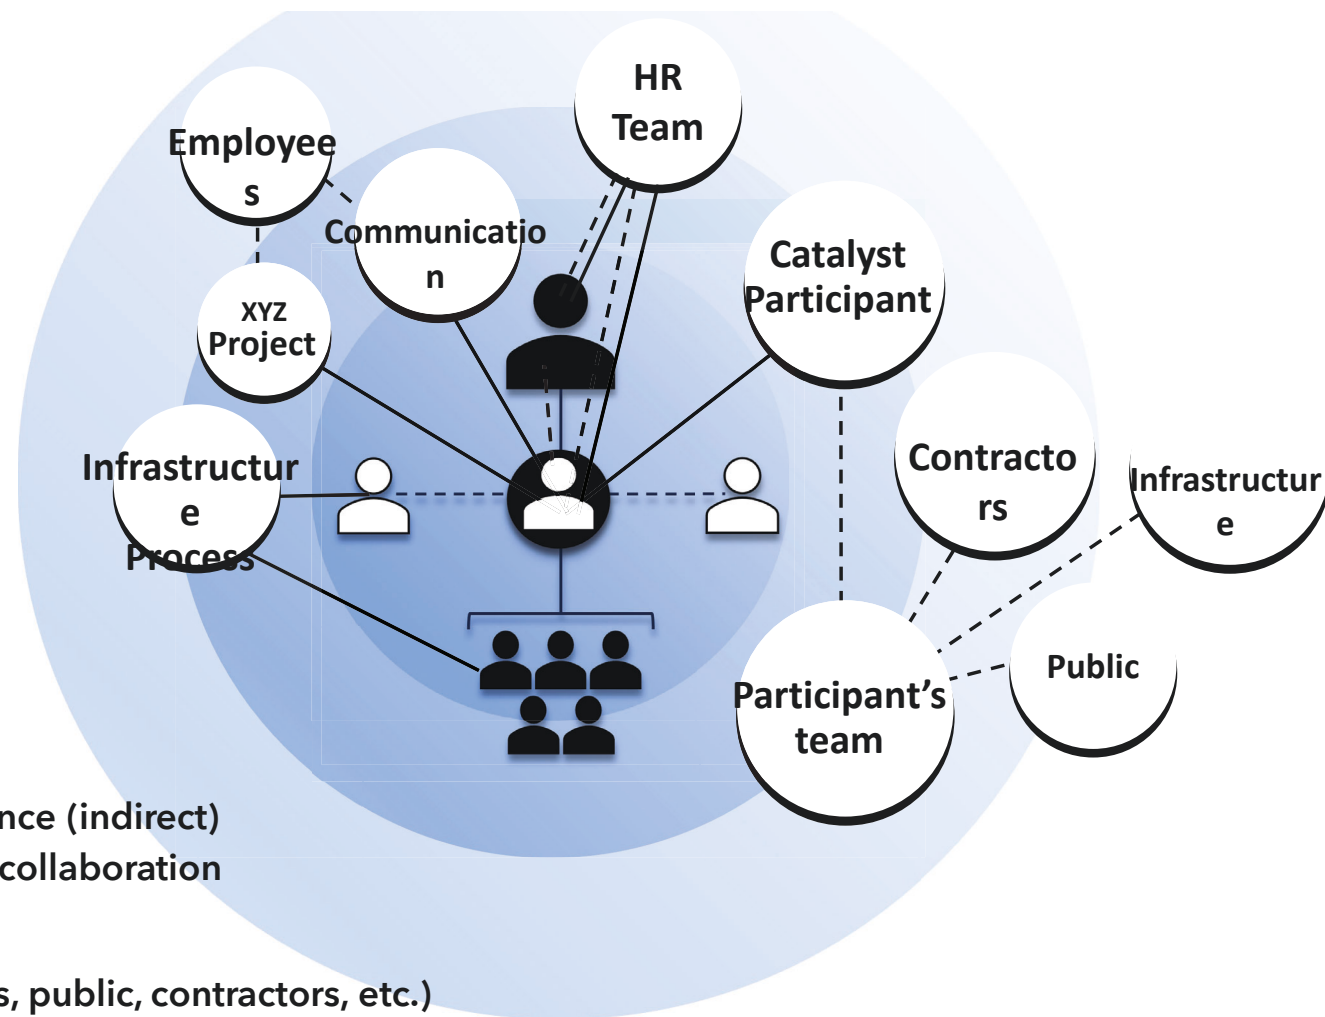 HR
Team
Employee
s
Communicatio
n
Catalyst
Participant
XYZ
Project
Infrastructur
e
Process
Contracto
rs
Infrastructur
e
Public
Participant’s
team
nce (indirect)
collaboration
s, public, contractors, etc.)